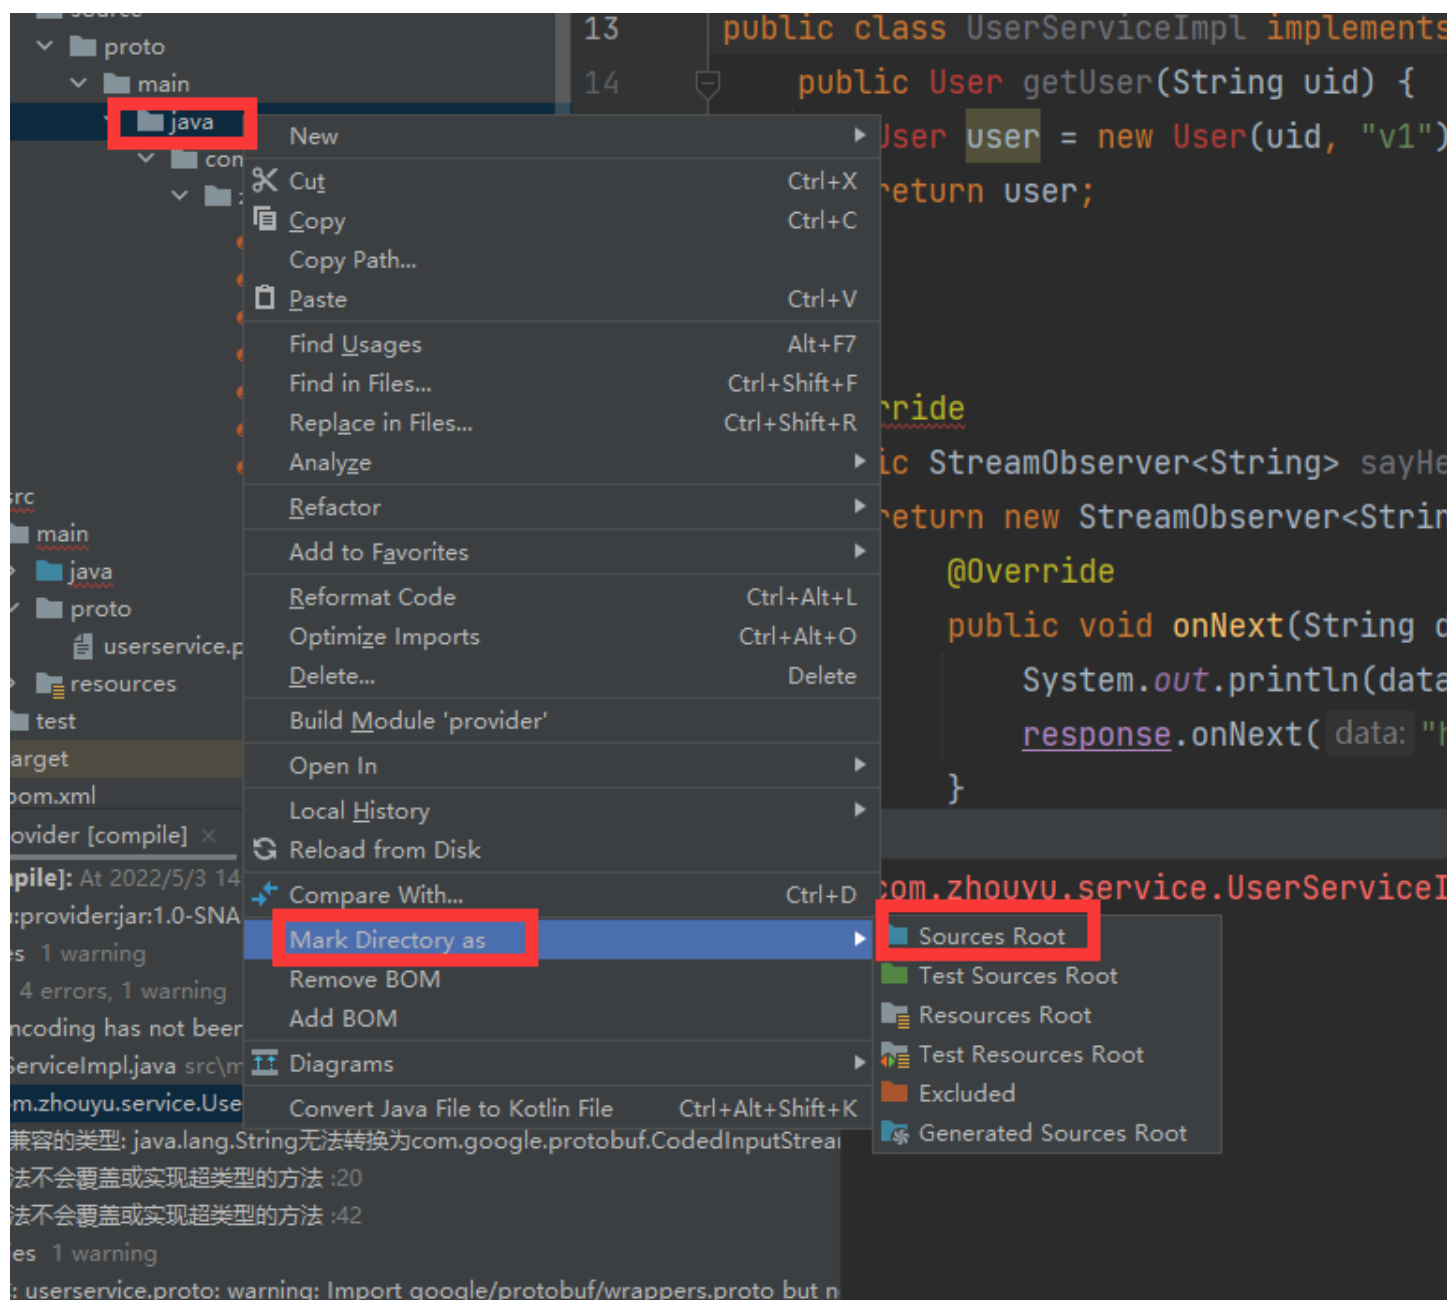 source
proto
main
java
com
src
main
java
proto
userservice.p
resources
test
target
pom.xml
13 public class UserServiceImpl implements
14 public User getUser(String uid) {
User user = new User(uid, "v1")
return user;
rride
ic StreamObserver<String> sayHe
return new StreamObserver<Strin
@Override
public void onNext(String d
System.out.println(data
response.onNext( data: "h
}
New
Cut Ctrl+X
Copy Ctrl+C
Copy Path...
Paste Ctrl+V
Find Usages Alt+F7
Find in Files... Ctrl+Shift+F
Replace in Files... Ctrl+Shift+R
Analyze
Refactor
Add to Favorites
Reformat Code Ctrl+Alt+L
Optimize Imports Ctrl+Alt+O
Delete... Delete
Build Module 'provider'
Open In
Local History
Reload from Disk
Compare With... Ctrl+D
Mark Directory as
Remove BOM
Add BOM
Diagrams
Convert Java File to Kotlin File Ctrl+Alt+Shift+K
Sources Root
Test Sources Root
Resources Root
Test Resources Root
Excluded
Generated Sources Root
ovider [compile]
pile]: At 2022/5/3 14
:provider:jar:1.0-SNA
es 1 warning
4 errors, 1 warning
ncoding has not been
ServiceImpl.java src\m
m.zhouyu.service.Use
兼容的类型: java.lang.String无法转换为com.google.protobuf.CodedInputStrea
法不会覆盖或实现超类型的方法 :20
法不会覆盖或实现超类型的方法 :42
es 1 warning
: userservice.proto: warning: Import google/protobuf/wrappers.proto but n
com.zhouyu.service.UserServiceI